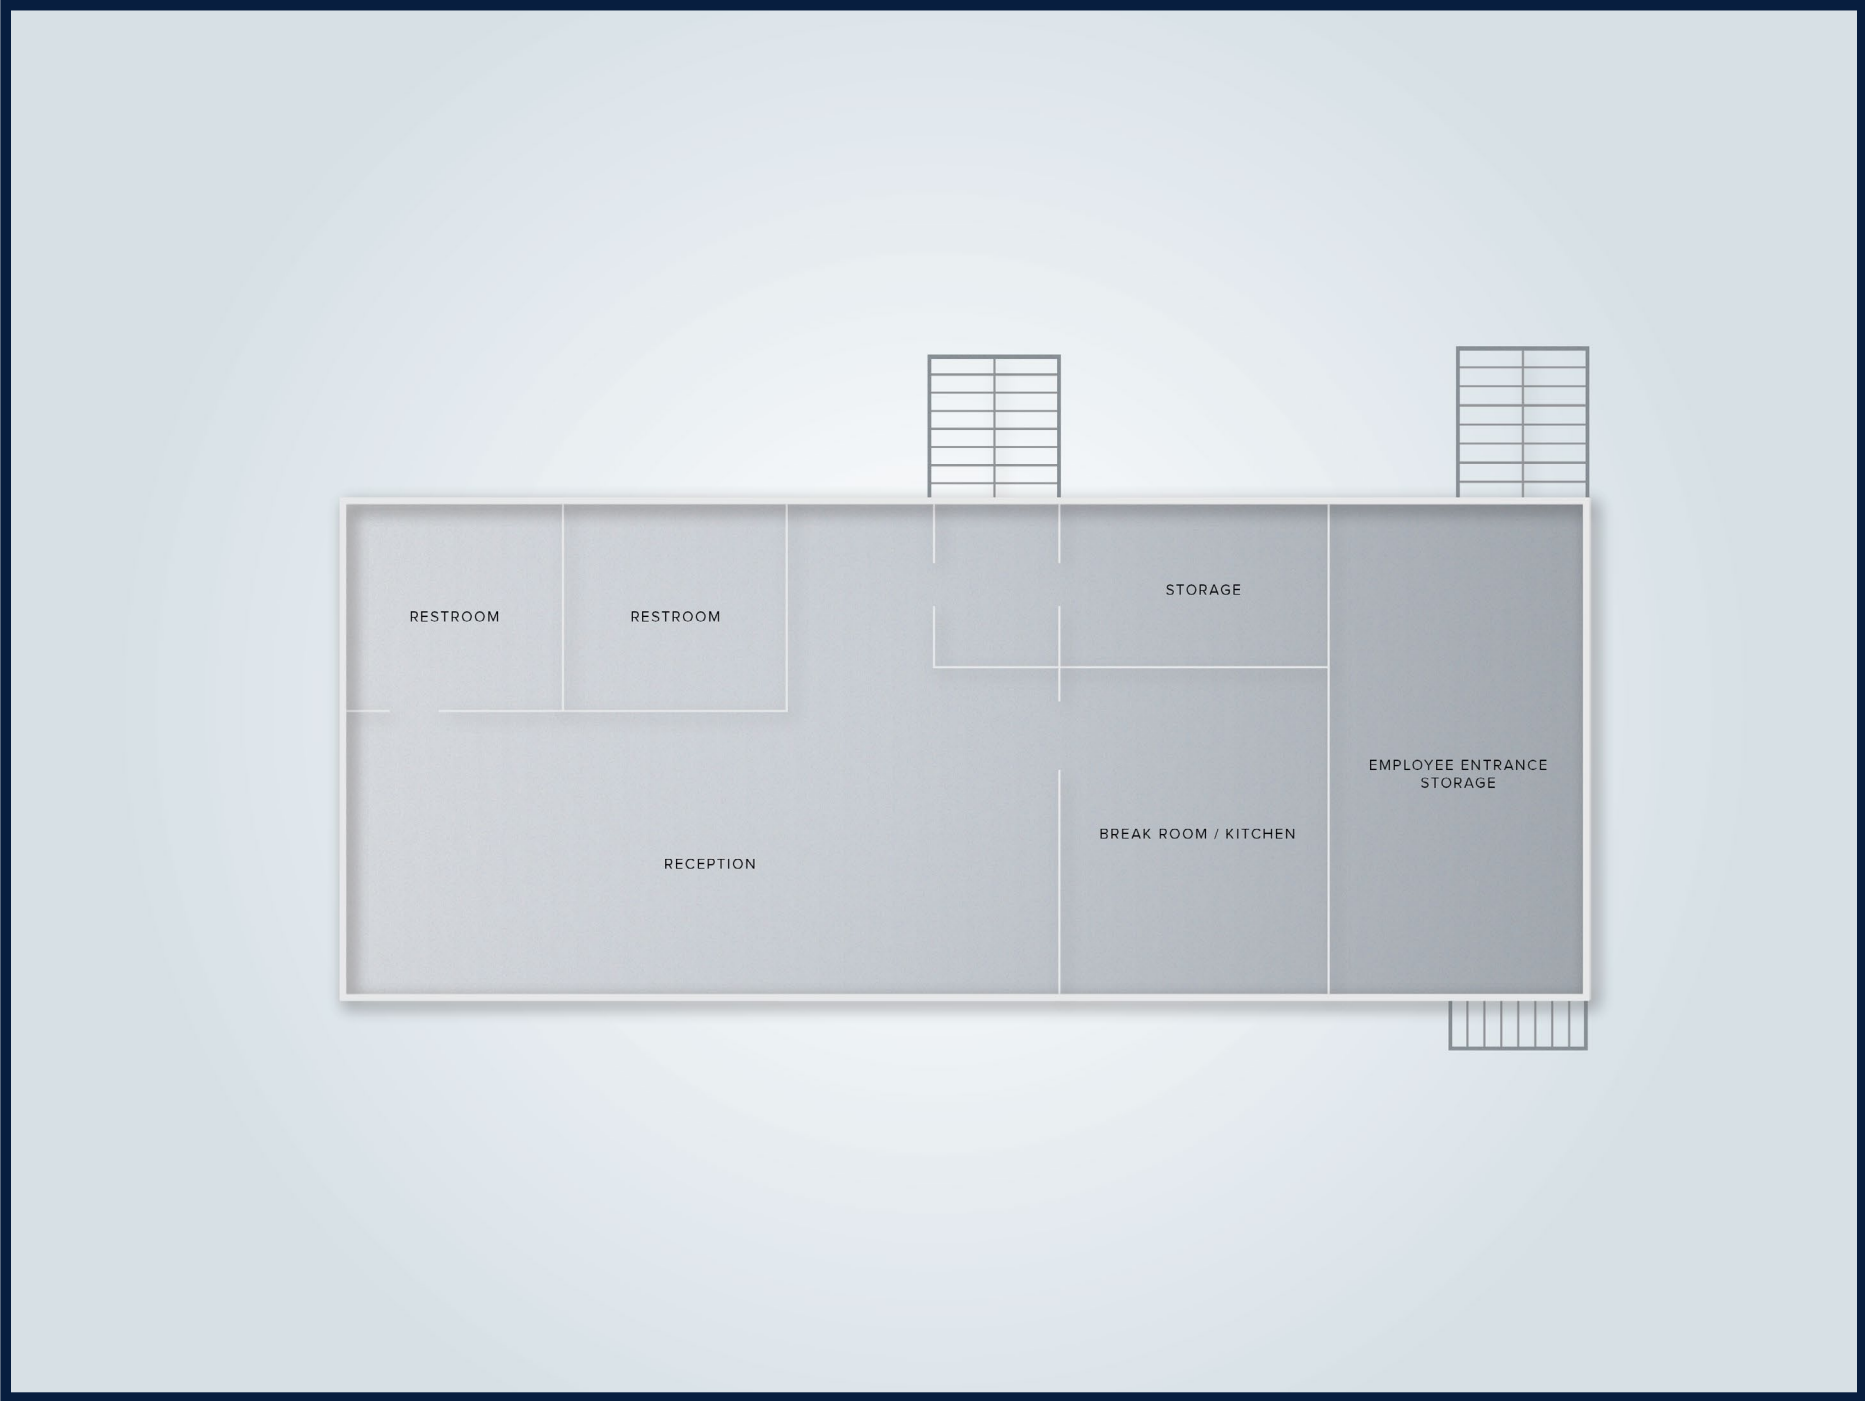 STORAGE
RESTROOM
RESTROOM
EMPLOYEE ENTRANCE
STORAGE
BREAK ROOM / KITCHEN
RECEPTION